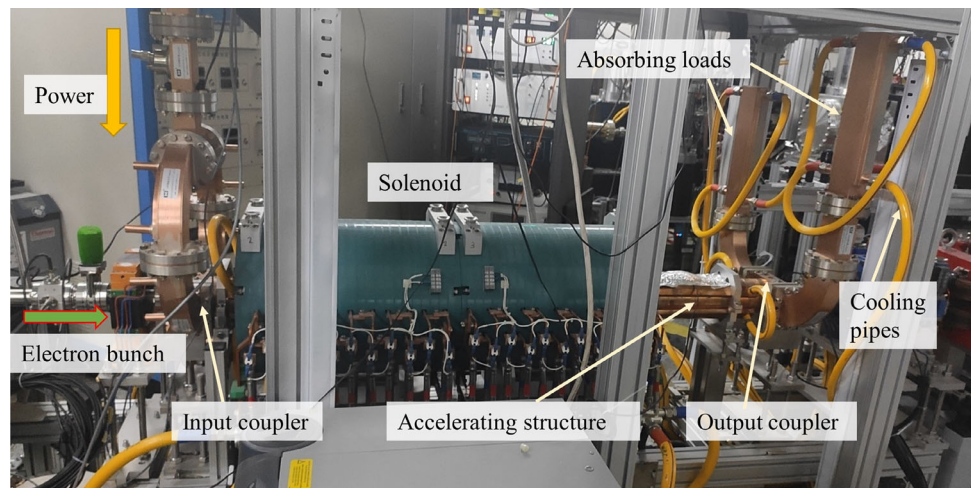 Absorbing loads
Power
Solenoid
Cooling
pipes
Electron bunch
Input coupler
Accelerating structure
Output coupler